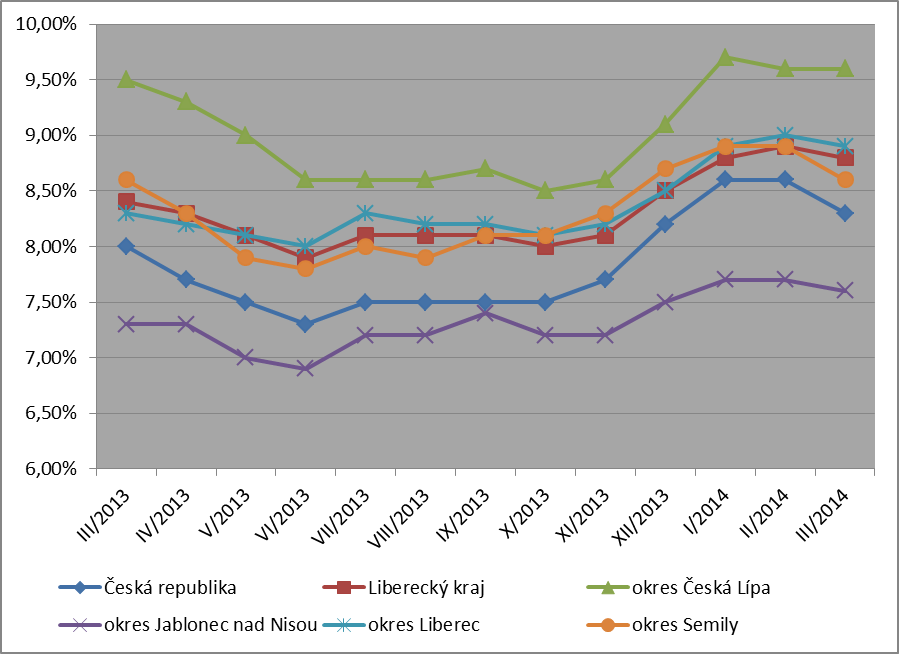 10,00%
9,50%
9,00%
8,50%
8,00%
7,50%
7,00%
6,50%
6,00%
III/2013
IV/2013
V/2013
VI/2013
VII/2013
VIII/2013
IX/2013
X/2013
XI/2013
XII/2013
I/2014
II/2014
III/2014
Česká republika Liberecký kraj okres Česká Lípa
okres Jablonec nad Nisou okres Liberec okres Semily